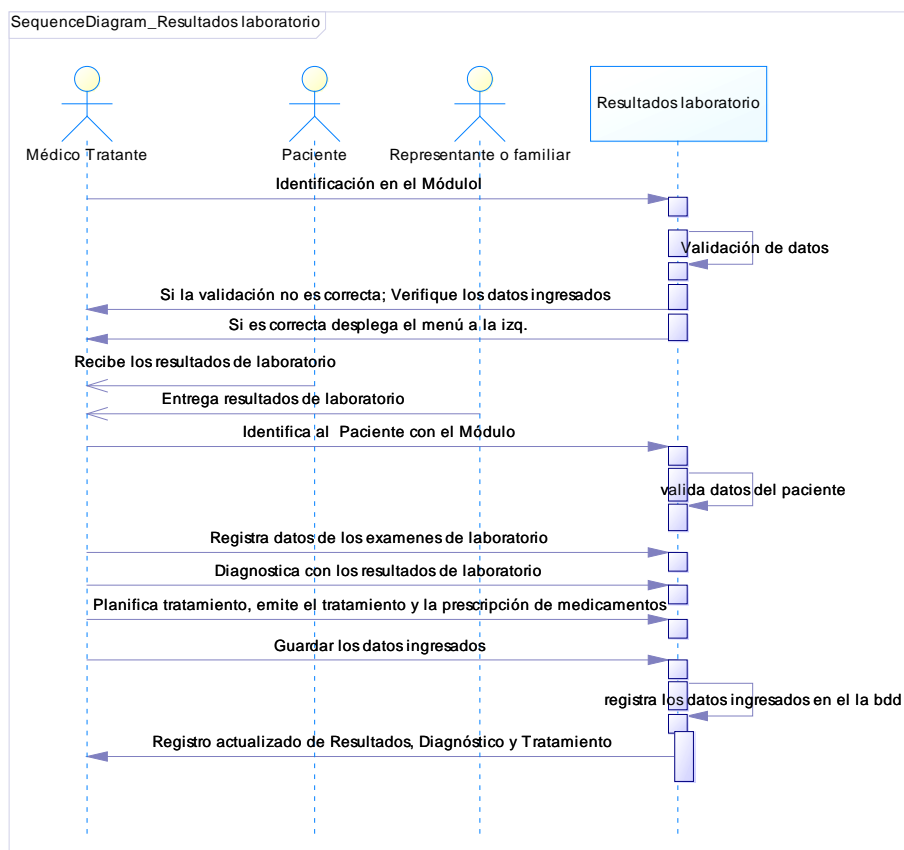 SequenceDiagram_Resultados laboratorio
Resultados laboratorio
Médico Tratante
Paciente
Representante o familiar
Identificación en el Módulol
Validación de datos
Si la validación no es correcta; Verifique los datos ingresados
Si es correcta desplega el menú a la izq.
Recibe los resultados de laboratorio
Entrega resultados de laboratorio
Identifica al Paciente con el Módulo
valida datos del paciente
Registra datos de los examenes de laboratorio
Diagnostica con los resultados de laboratorio
Planifica tratamiento, emite el tratamiento y la prescripción de medicamentos
Guardar los datos ingresados
registra los datos ingresados en el la bdd
Registro actualizado de Resultados, Diagnóstico y Tratamiento